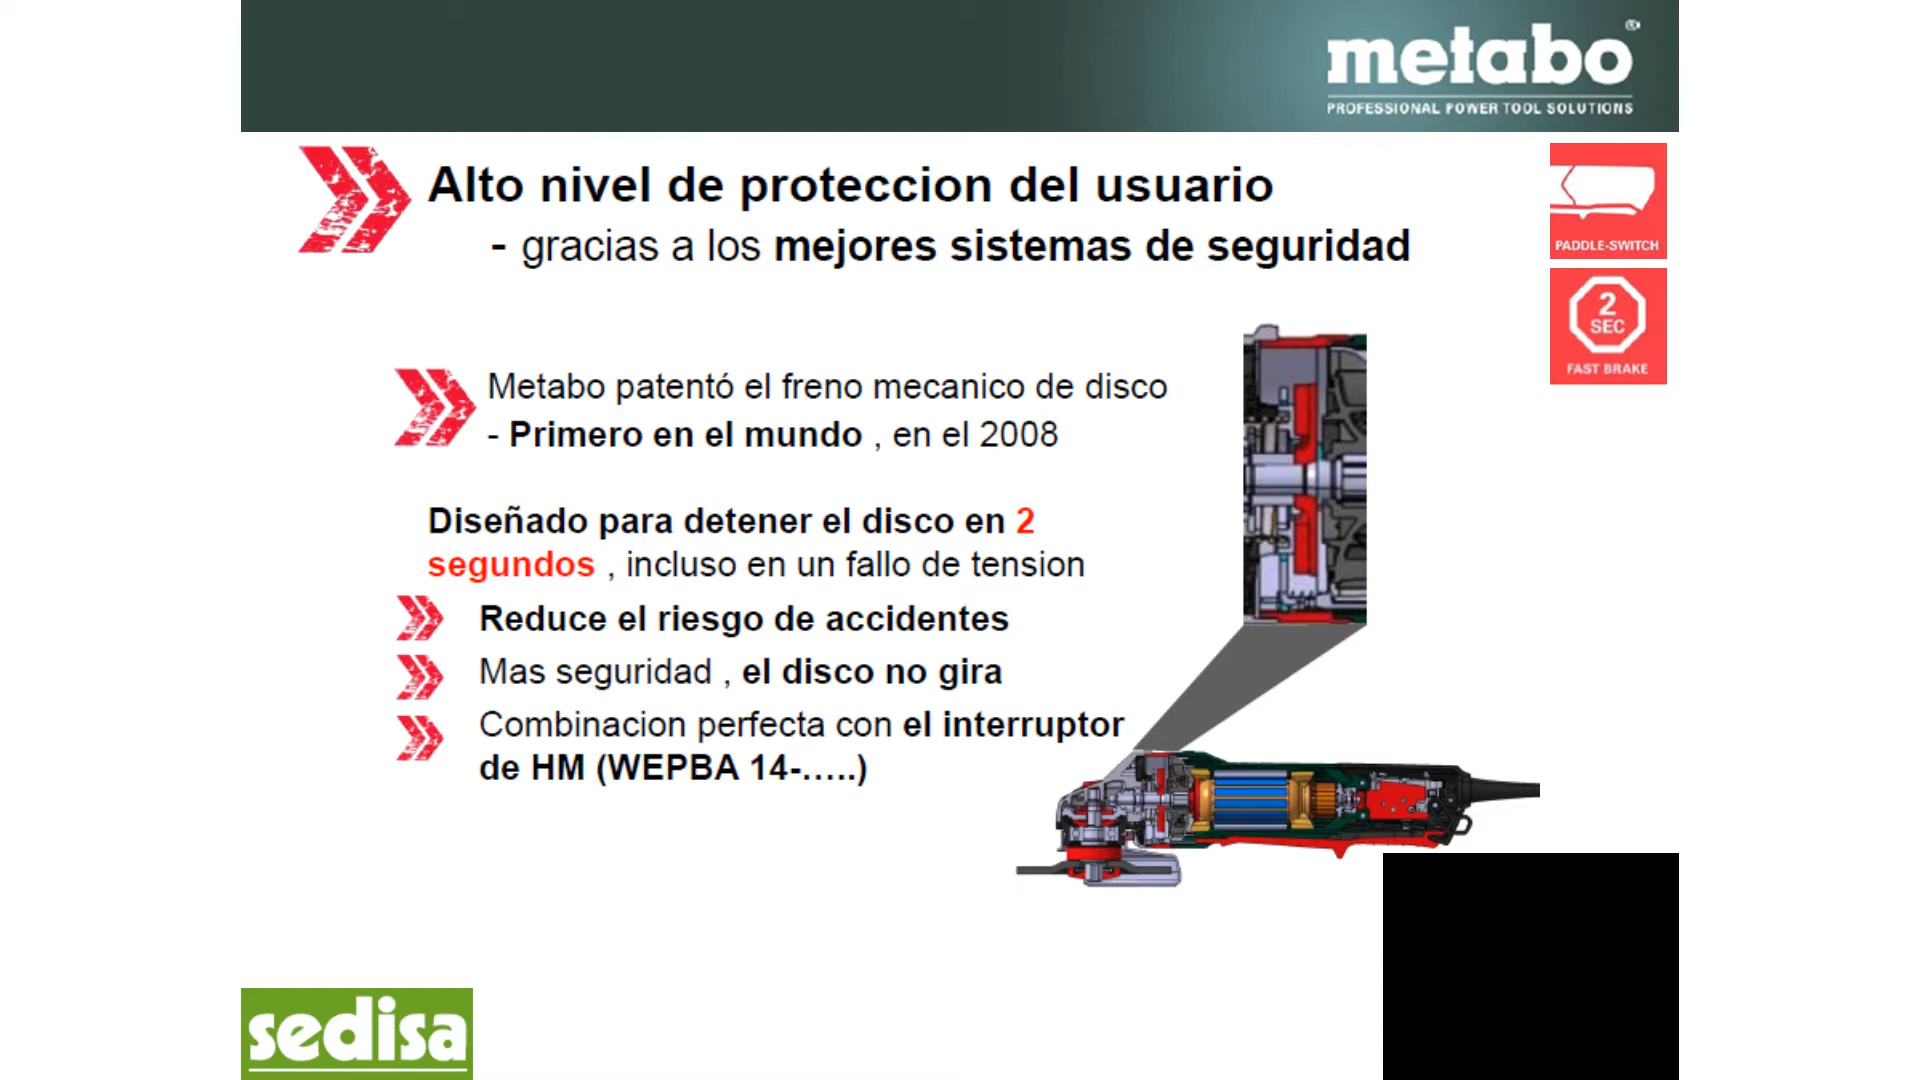 metabo®
PROFESSIONAL POWER TOOL SOLUTIONS
Alto nivel de proteccion del usuario
- gracias a los mejores sistemas de seguridad
PADDLE-SWITCH
2
SEC
FAST BRAKE
Metabo patentó el freno mecanico de disco
- Primero en el mundo , en el 2008
Diseñado para detener el disco en 2
segundos , incluso en un fallo de tension
Reduce el riesgo de accidentes
Mas seguridad , el disco no gira
Combinacion perfecta con el interruptor
de HM (WEPBA 14-.....)
sedisa